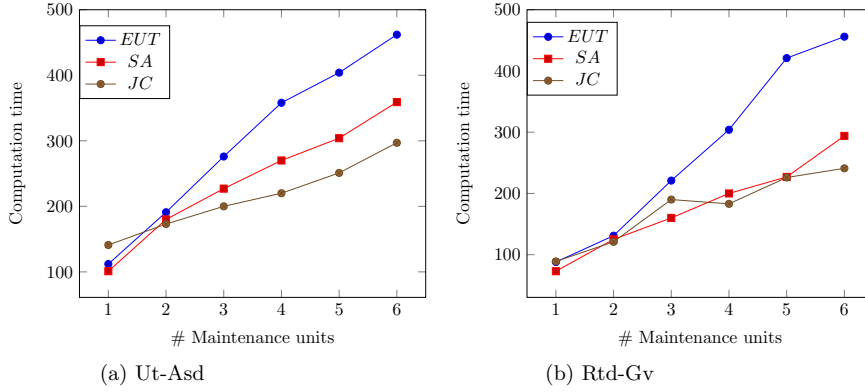 500
400
300
200
100
Computation time
EUT
SA
JC
1 2 3 4 5 6
# Maintenance units
(a) Ut-Asd
500
400
300
200
100
Computation time
EUT
SA
JC
1 2 3 4 5 6
# Maintenance units
(b) Rtd-Gv